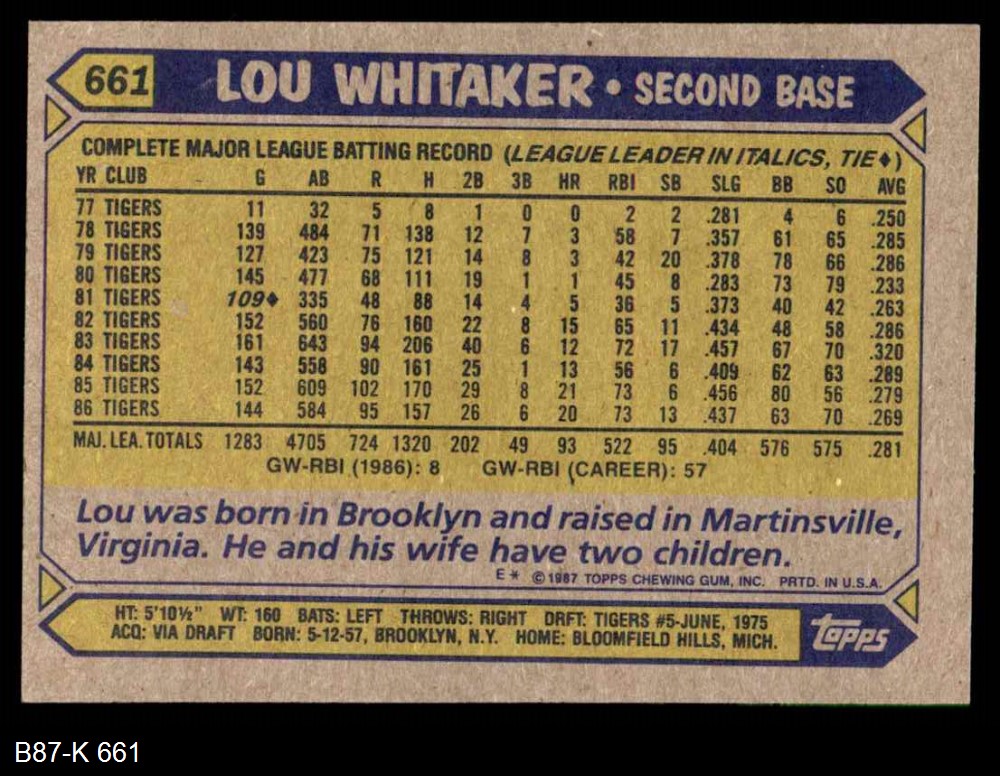 661 LOU WHITAKER • SECOND BASE
COMPLETE MAJOR LEAGUE BATTING RECORD (LEAGUE LEADER IN ITALICS, TIE♦)
YR CLUB G AB R H 2B 3B HR RBI SB SLG BB SO AVG
77 TIGERS 11 32 5 8 1 0 0 2 2 .281 4 6 .250
78 TIGERS 139 484 71 138 12 7 3 58 7 .357 61 65 .285
79 TIGERS 127 423 75 121 14 8 3 42 20 .378 78 66 .286
80 TIGERS 145 477 68 111 19 1 1 45 8 .283 73 79 .233
81 TIGERS 109♦ 335 48 88 14 4 5 36 5 .373 40 42 .263
82 TIGERS 152 560 76 160 22 8 15 65 11 .434 48 58 .286
83 TIGERS 161 643 94 206 40 6 12 72 17 .457 67 70 .320
84 TIGERS 143 558 90 161 25 1 13 56 6 .409 62 63 .289
85 TIGERS 152 609 102 170 29 8 21 73 6 .456 80 56 .279
86 TIGERS 144 584 95 157 26 6 20 73 13 .437 63 70 .269
MAJ. LEA. TOTALS 1283 4705 724 1320 202 49 93 522 95 .404 576 575 .281
GW-RBI (1986): 8 GW-RBI (CAREER): 57
Lou was born in Brooklyn and raised in Martinsville,
Virginia. He and his wife have two children.
E* ©1987 TOPPS CHEWING GUM, INC. PRTD. IN U.S.A.
HT: 5'10½" WT: 160 BATS: LEFT THROWS: RIGHT DRFT: TIGERS #5-JUNE, 1975
ACQ: VIA DRAFT BORN: 5-12-57, BROOKLYN, N.Y. HOME: BLOOMFIELD HILLS, MICH.
topps
B87-K 661